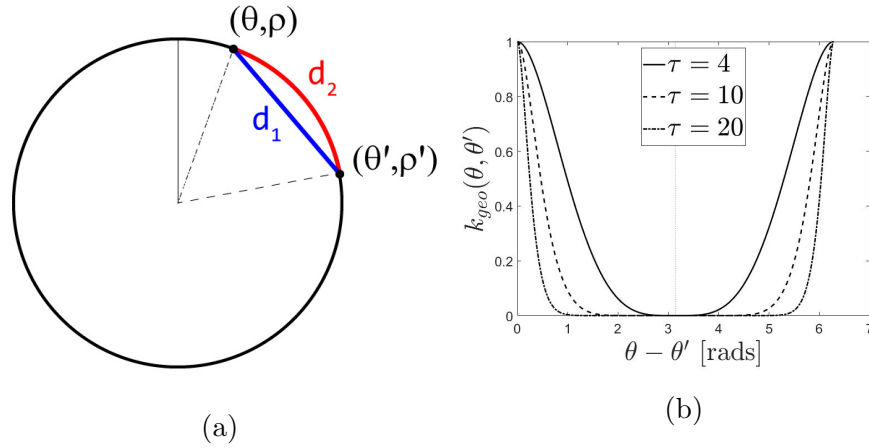 (θ,ρ)
d₂
d₁
(θ',ρ')
(a)
1
0.8
0.6
0.4
0.2
0
k_geo(θ, θ′)
τ = 4
τ = 10
τ = 20
0 1 2 3 4 5 6 7
θ − θ′ [rads]
(b)